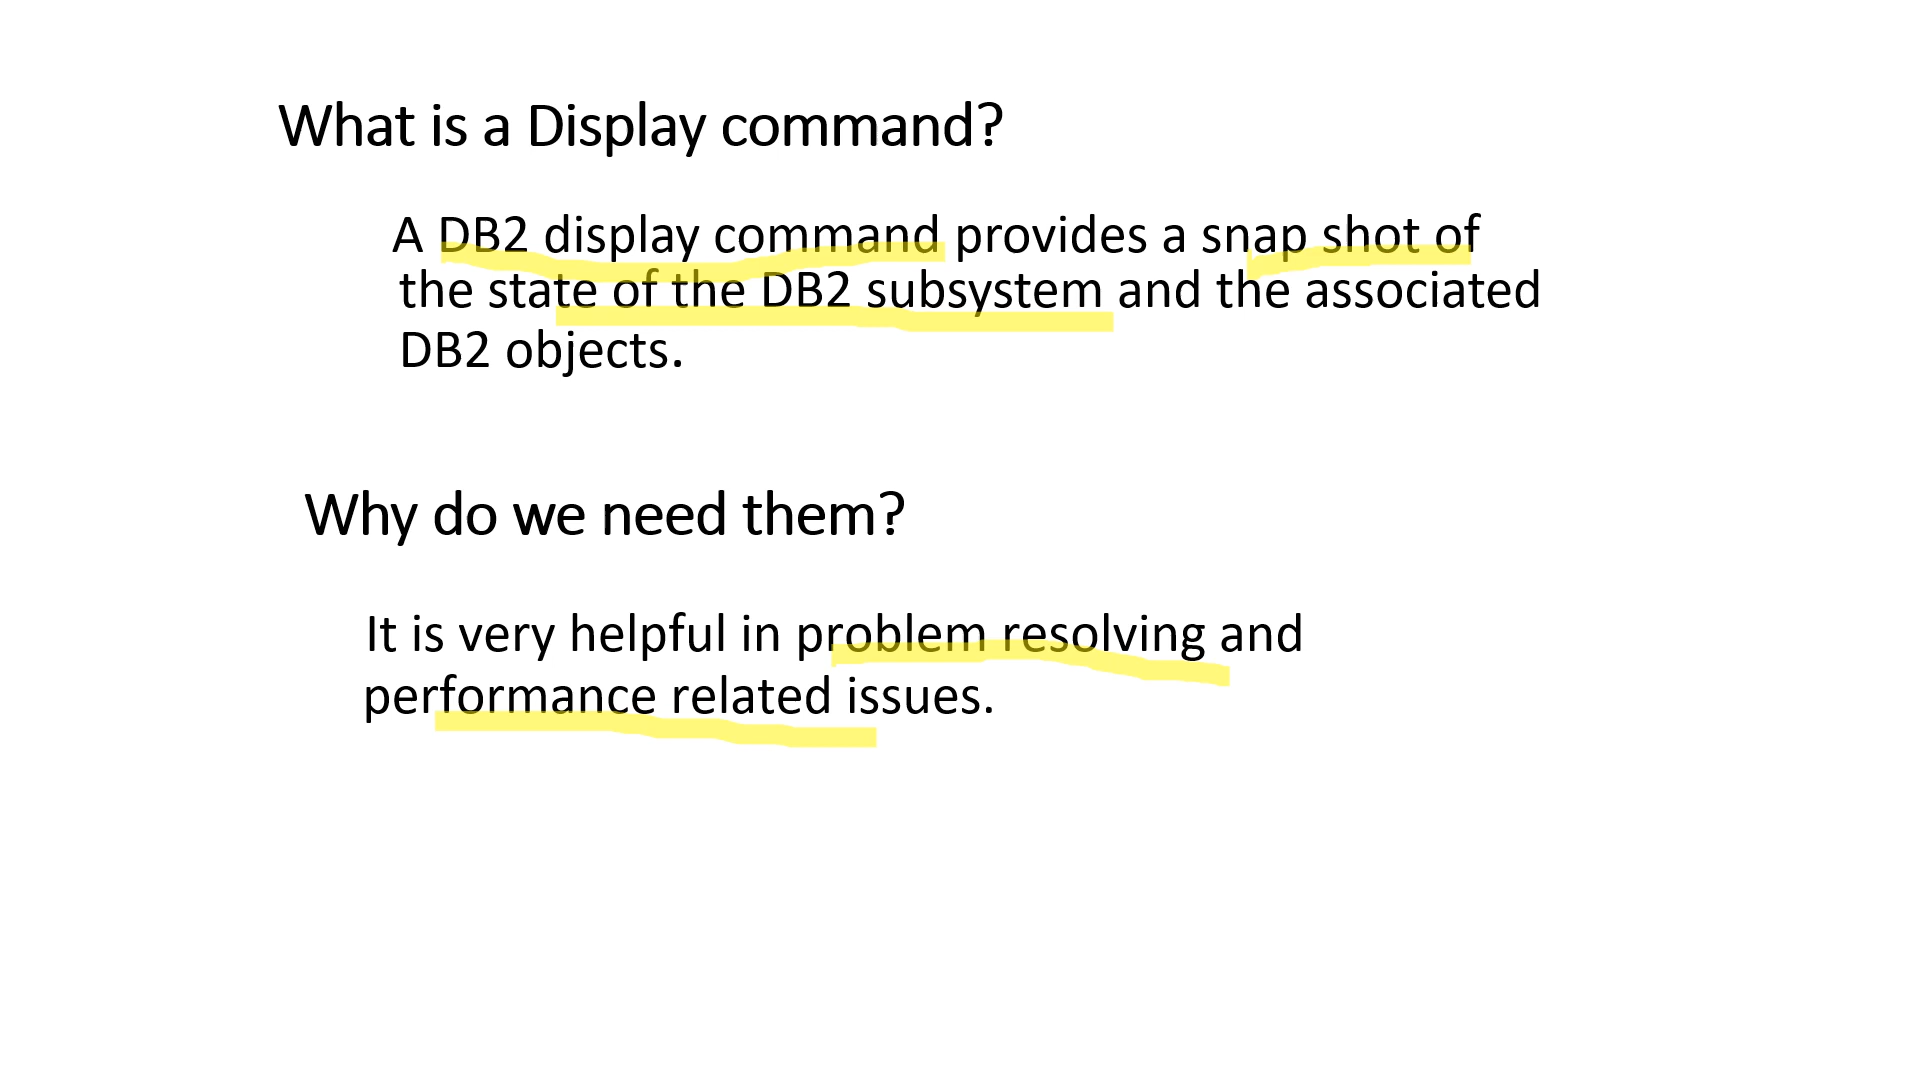 What is a Display command?
A DB2 display command provides a snap shot of
the state of the DB2 subsystem and the associated
DB2 objects.
Why do we need them?
It is very helpful in problem resolving and
performance related issues.